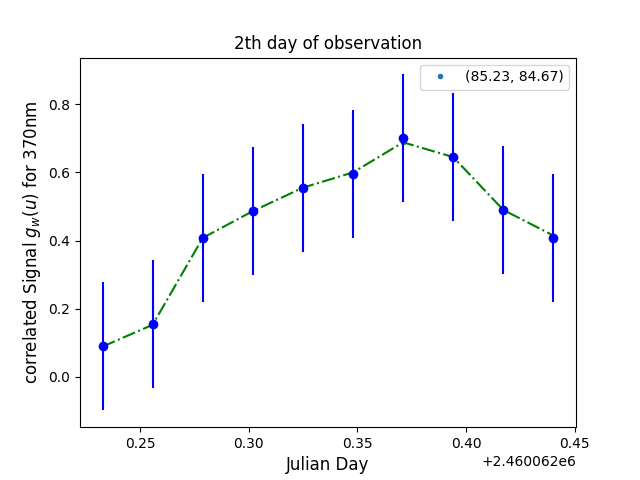 2th day of observation
(85.23, 84.67)
correlated Signal g_w(u) for 370nm
0.8
0.6
0.4
0.2
0.0
0.25 0.30 0.35 0.40 0.45
Julian Day
+2.460062e6